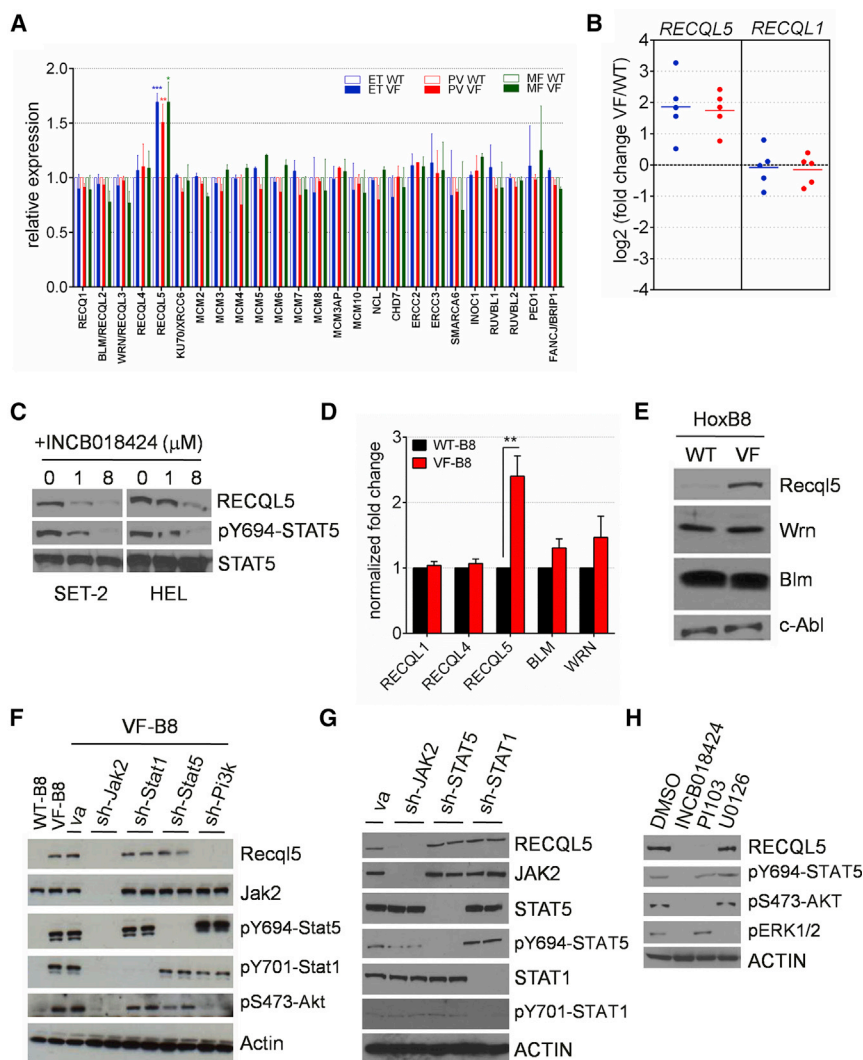 A
relative expression
2.0
1.5
1.0
0.5
0.0
ET WT
PV WT
MF WT
ET VF
PV VF
MF VF
***
**
*
RECQ1
BLM/RECQL2
WRN/RECQL3
RECQL4
RECQL5
KU70/XRCC6
MCM2
MCM3
MCM4
MCM5
MCM6
MCM7
MCM8
MCM3AP
MCM10
NCL
CHD7
ERCC2
ERCC3
SMARCA6
INOC1
RUVBL1
RUVBL2
PEO1
FANCJ/BRIP1
B
RECQL5
RECQL1
log2 (fold change VF/WT)
4
3
2
1
0
-1
-2
-3
-4
C
+INCB018424 (μM)
0 1 8 0 1 8
RECQL5
pY694-STAT5
STAT5
SET-2 HEL
D
normalized fold change
3
2
1
0
WT-B8
VF-B8
**
RECQL1
RECQL4
RECQL5
BLM
WRN
E
HoxB8
WT VF
Recql5
Wrn
Blm
c-Abl
F
VF-B8
WT-B8
VF-B8
va
sh-Jak2
sh-Stat1
sh-Stat5
sh-Pi3k
Recql5
Jak2
pY694-Stat5
pY701-Stat1
pS473-Akt
Actin
G
va
sh-JAK2
sh-STAT5
sh-STAT1
RECQL5
JAK2
STAT5
pY694-STAT5
STAT1
pY701-STAT1
ACTIN
H
DMSO
INCB018424
PI103
U0126
RECQL5
pY694-STAT5
pS473-AKT
pERK1/2
ACTIN